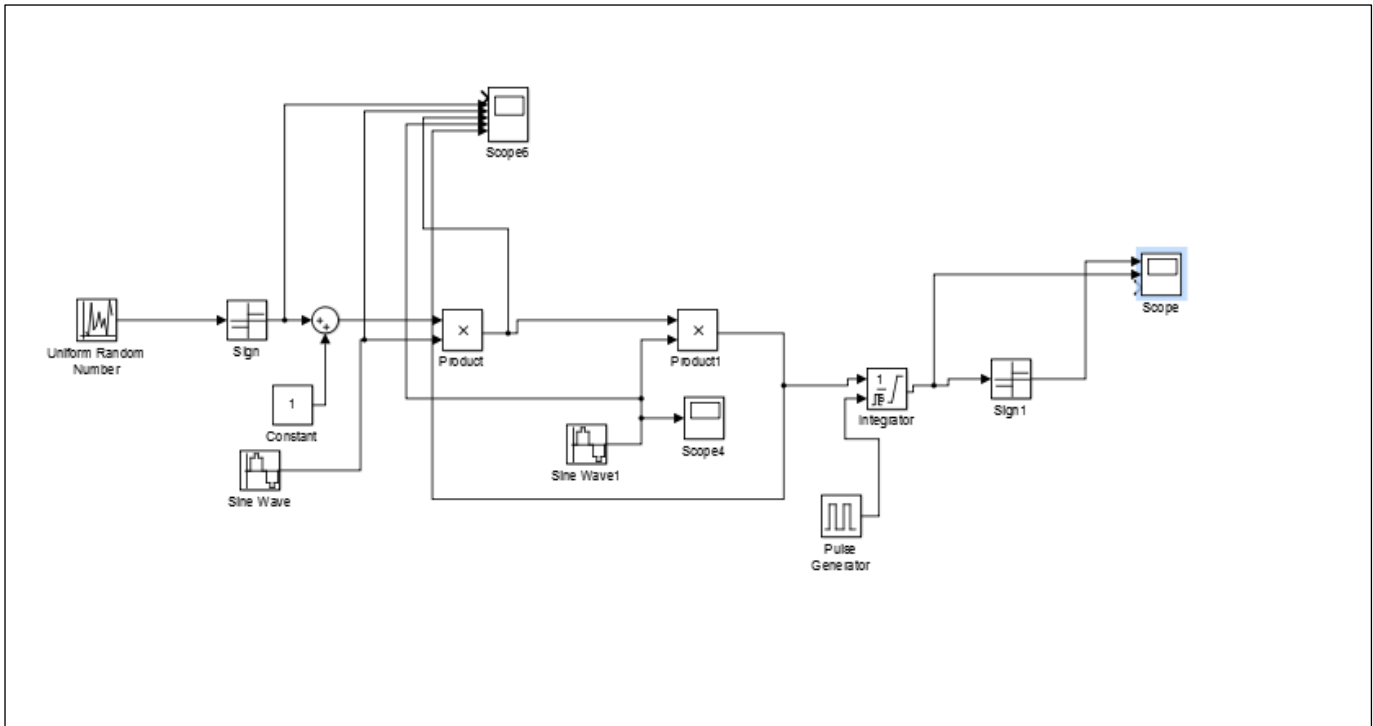 Scope6
Uniform Random
Number
Sign
1
Constant
Sine Wave
×
Product
×
Product1
Sine Wave1
Scope4
1
s
Integrator
Pulse
Generator
Sign1
Scope